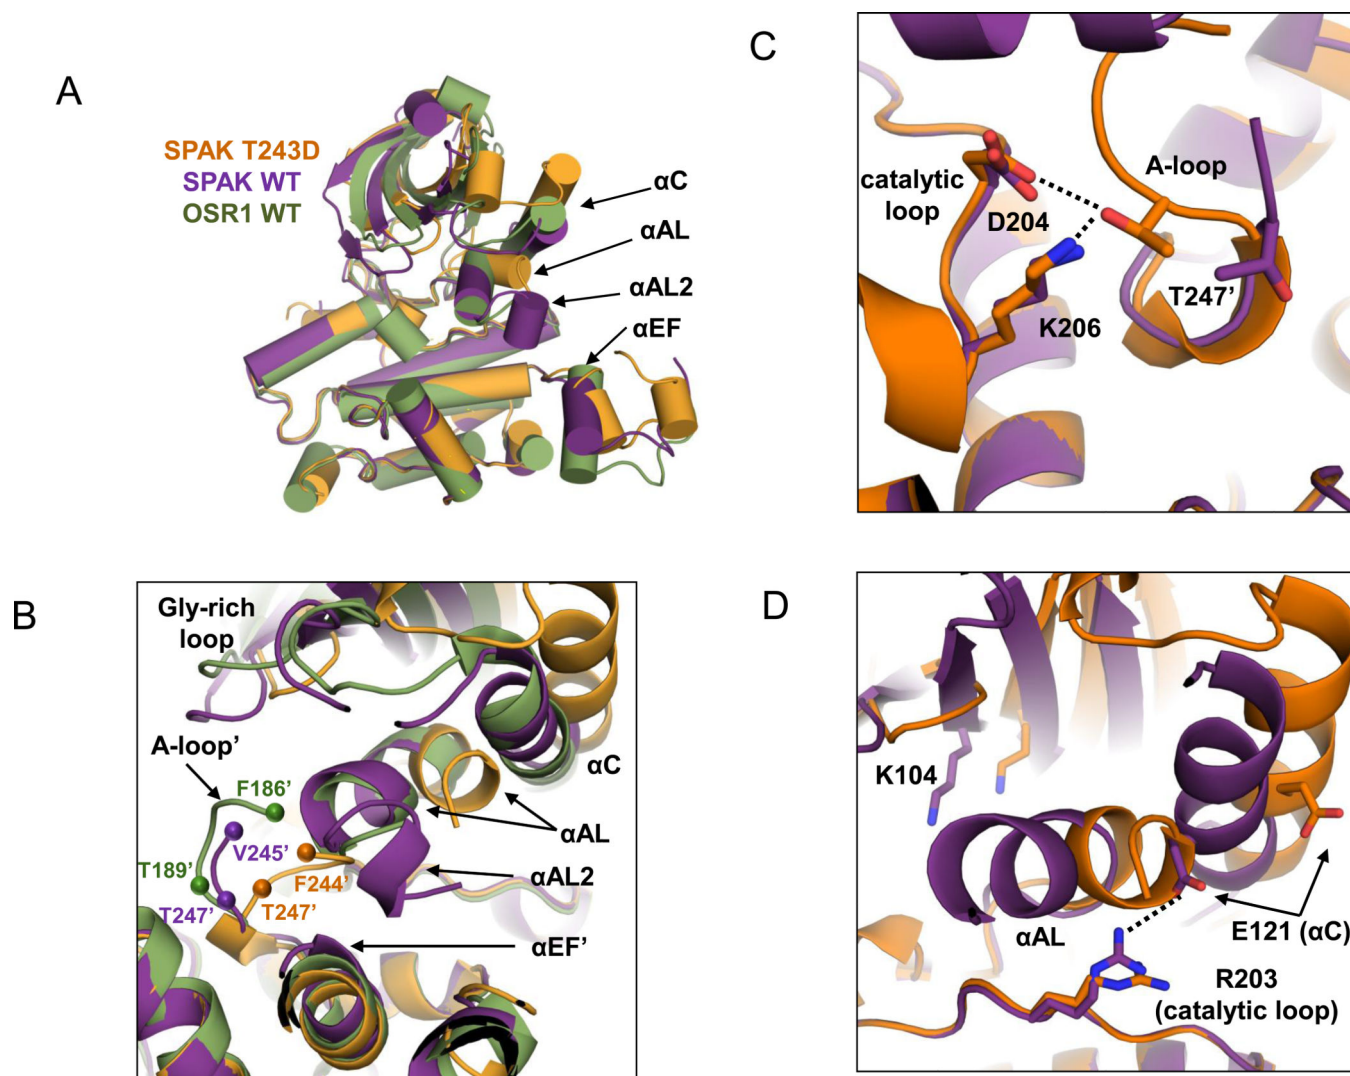 A
SPAK T243D
SPAK WT
OSR1 WT
αC
αAL
αAL2
αEF
B
Gly-rich
loop
A-loop’
F186’
αC
V245’
αAL
T189’
F244’
αAL2
T247’
T247’
αEF’
C
catalytic
loop
A-loop
D204
T247’
K206
D
K104
αAL
E121 (αC)
R203
(catalytic loop)